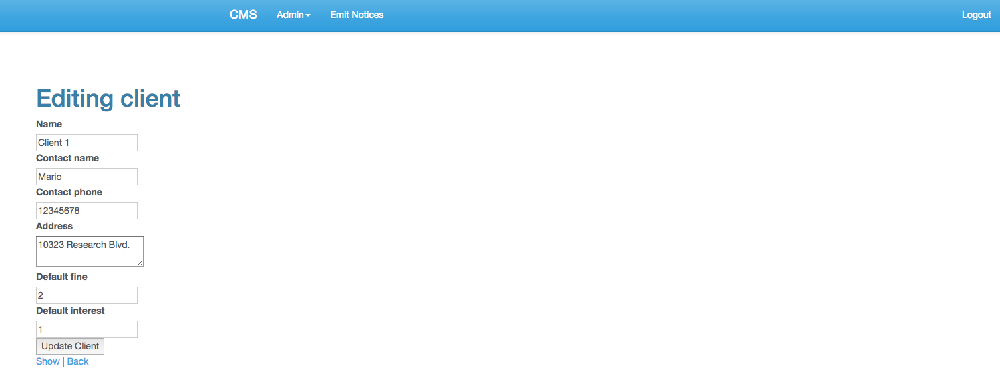 CMS Admin Emit Notices Logout
Editing client
Name
Client 1
Contact name
Mario
Contact phone
12345678
Address
10323 Research Blvd.
Default fine
2
Default interest
1
Update Client
Show | Back